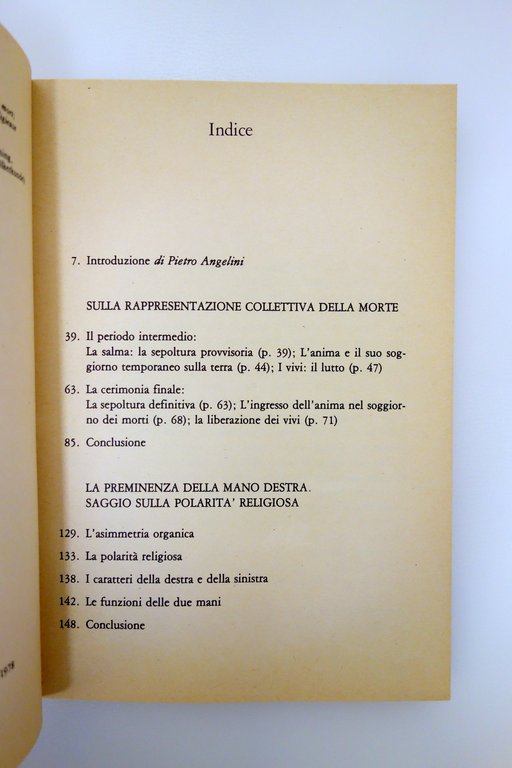 Indice
7. Introduzione di Pietro Angelini
SULLA RAPPRESENTAZIONE COLLETTIVA DELLA MORTE
39. Il periodo intermedio:
La salma: la sepoltura provvisoria (p. 39); L'anima e il suo sog-
giorno temporaneo sulla terra (p. 44); I vivi: il lutto (p. 47)
63. La cerimonia finale:
La sepoltura definitiva (p. 63); L'ingresso dell'anima nel soggior-
no dei morti (p. 68); la liberazione dei vivi (p. 71)
85. Conclusione
LA PREMINENZA DELLA MANO DESTRA.
SAGGIO SULLA POLARITA' RELIGIOSA
129. L'asimmetria organica
133. La polarità religiosa
138. I caratteri della destra e della sinistra
142. Le funzioni delle due mani
148. Conclusione
1978